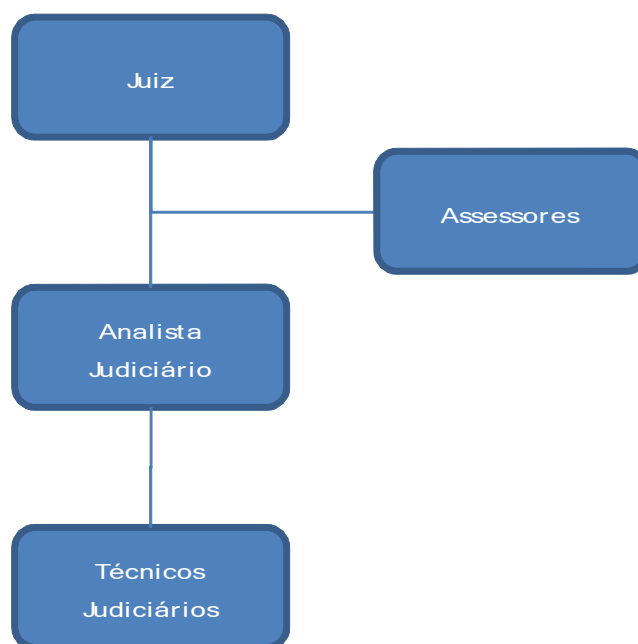 Juiz
Assessores
Analista
Judiciário
Técnicos
Judiciários